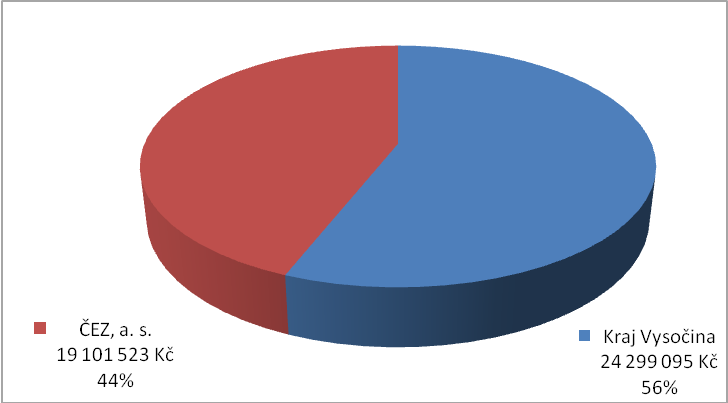 ČEZ, a. s.
19 101 523 Kč
44%
Kraj Vysočina
24 299 095 Kč
56%